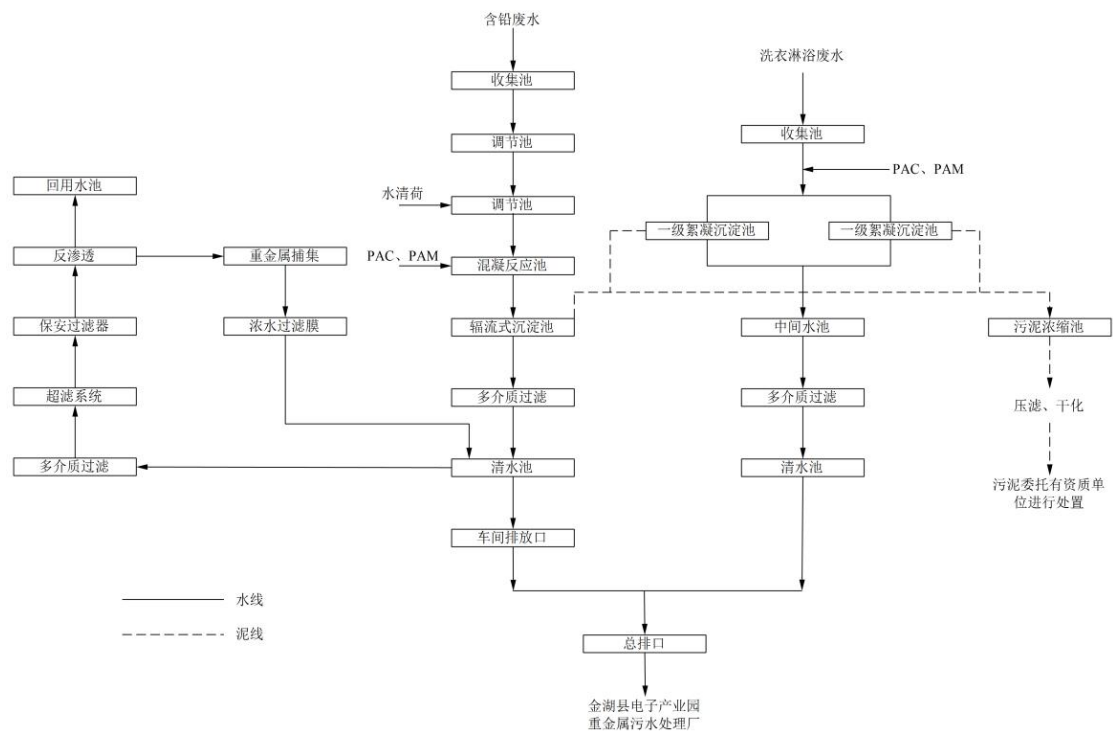 含铅废水
洗衣淋浴废水
收集池
收集池
调节池
PAC、PAM
回用水池
水清荷
调节池
一级絮凝沉淀池
一级絮凝沉淀池
反渗透
重金属捕集
PAC、PAM
混凝反应池
保安过滤器
浓水过滤膜
辐流式沉淀池
中间水池
污泥浓缩池
超滤系统
多介质过滤
多介质过滤
压滤、干化
多介质过滤
清水池
清水池
污泥委托有资质单
位进行处置
车间排放口
水线
泥线
总排口
金湖县电子产业园
重金属污水处理厂